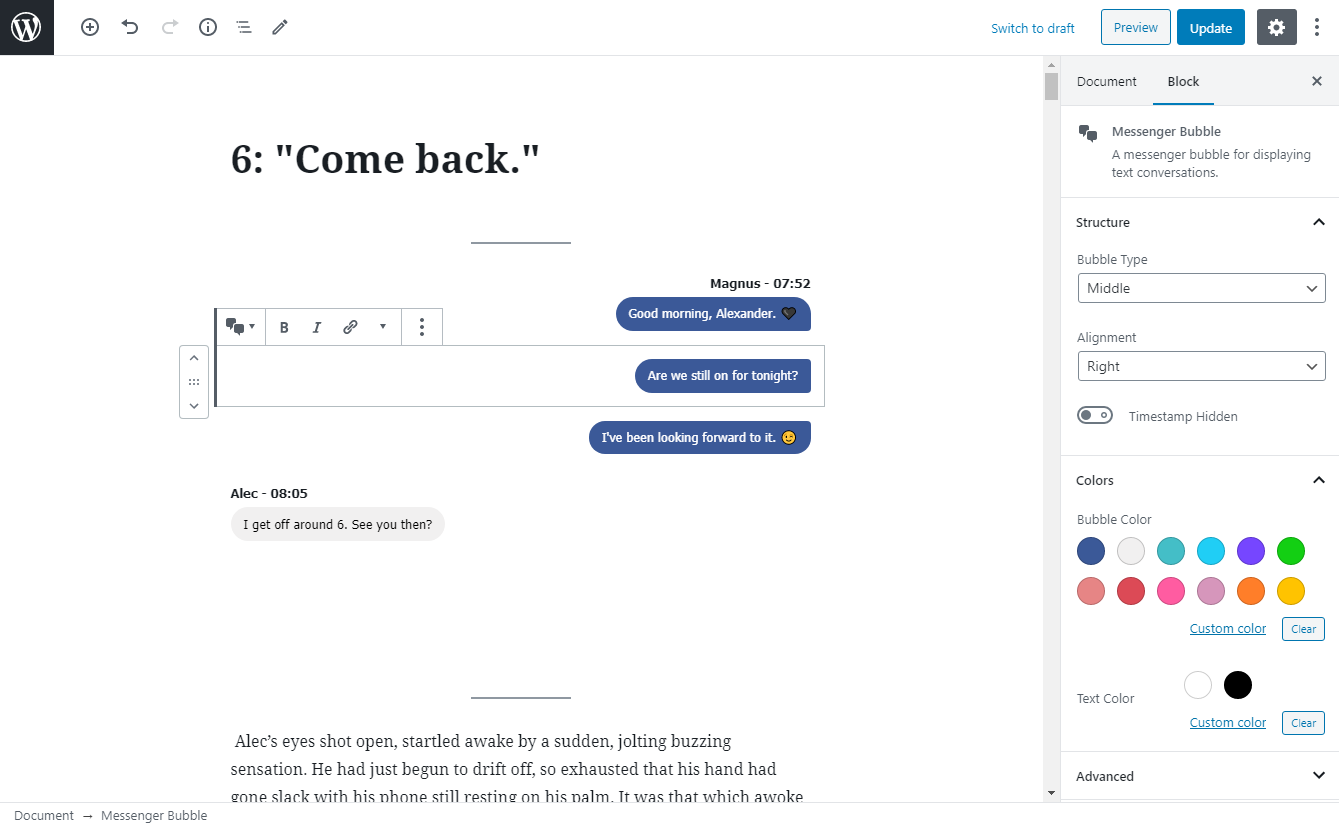 Switch to draft
Preview
Update
6: "Come back."
Magnus - 07:52
Good morning, Alexander. 🖤
B I
Are we still on for tonight?
I've been looking forward to it. 😉
Alec - 08:05
I get off around 6. See you then?
Alec’s eyes shot open, startled awake by a sudden, jolting buzzing
sensation. He had just begun to drift off, so exhausted that his hand had
gone slack with his phone still resting on his palm. It was that which awoke
Document → Messenger Bubble
Document
Block
Messenger Bubble
A messenger bubble for displaying
text conversations.
Structure
Bubble Type
Middle
Alignment
Right
Timestamp Hidden
Colors
Bubble Color
Custom color
Clear
Text Color
Custom color
Clear
Advanced